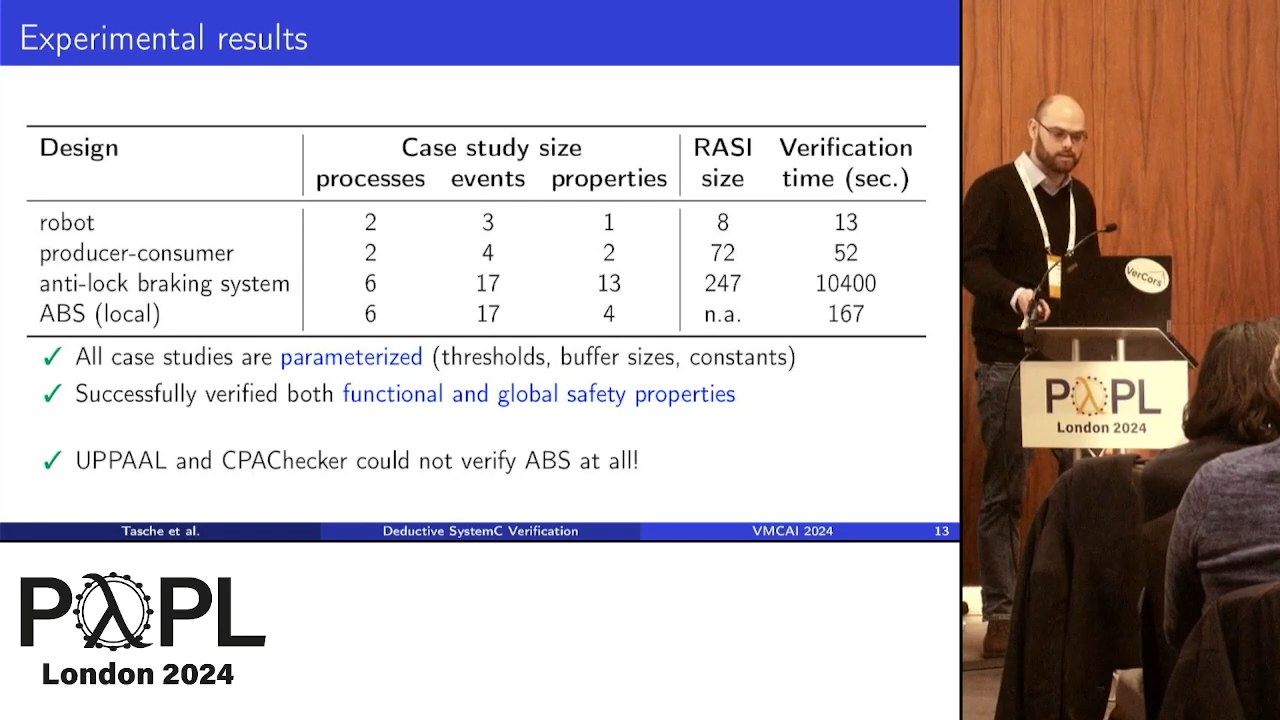 Experimental results
Design Case study size RASI Verification
processes events properties size time (sec.)
robot 2 3 1 8 13
producer-consumer 2 4 2 72 52
anti-lock braking system 6 17 13 247 10400
ABS (local) 6 17 4 n.a. 167
✓ All case studies are parameterized (thresholds, buffer sizes, constants)
✓ Successfully verified both functional and global safety properties
✓ UPPAAL and CPAChecker could not verify ABS at all!
Tasche et al. Deductive SystemC Verification VMCAI 2024 13
PλPL
London 2024
VerCors
PλPL
London 2024